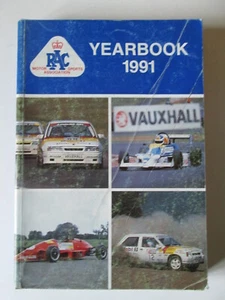 RAC
MOTOR SPORTS
ASSOCIATION
YEARBOOK
1991
VAUXHALL